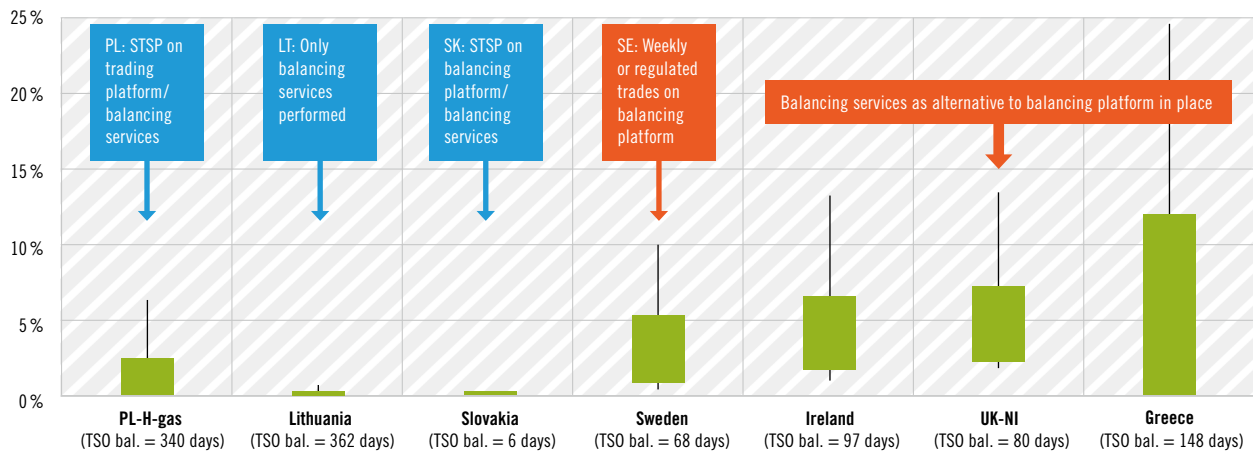 25 %
20 %
15 %
10 %
5 %
0 %
PL: STSP on
trading
platform/
balancing
services
LT: Only
balancing
services
performed
SK: STSP on
balancing
platform/
balancing
services
SE: Weekly
or regulated
trades on
balancing
platform
Balancing services as alternative to balancing platform in place
PL-H-gas
(TSO bal. = 340 days)
Lithuania
(TSO bal. = 362 days)
Slovakia
(TSO bal. = 6 days)
Sweden
(TSO bal. = 68 days)
Ireland
(TSO bal. = 97 days)
UK-NI
(TSO bal. = 80 days)
Greece
(TSO bal. = 148 days)